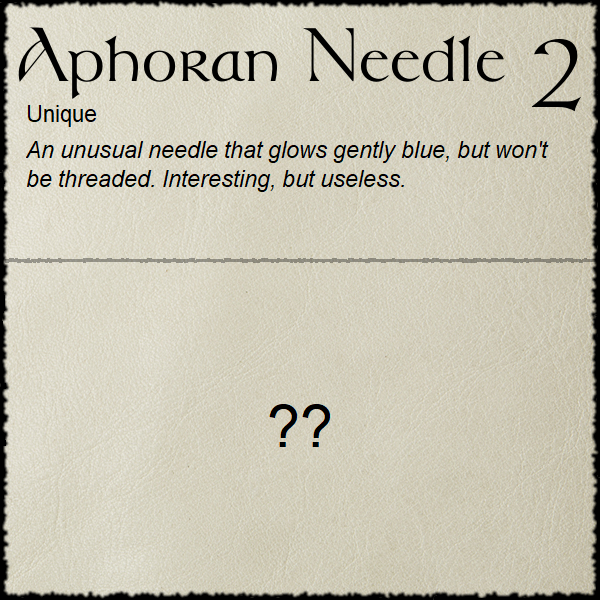 Aphoran Needle 2
Unique
An unusual needle that glows gently blue, but won't
be threaded. Interesting, but useless.
??